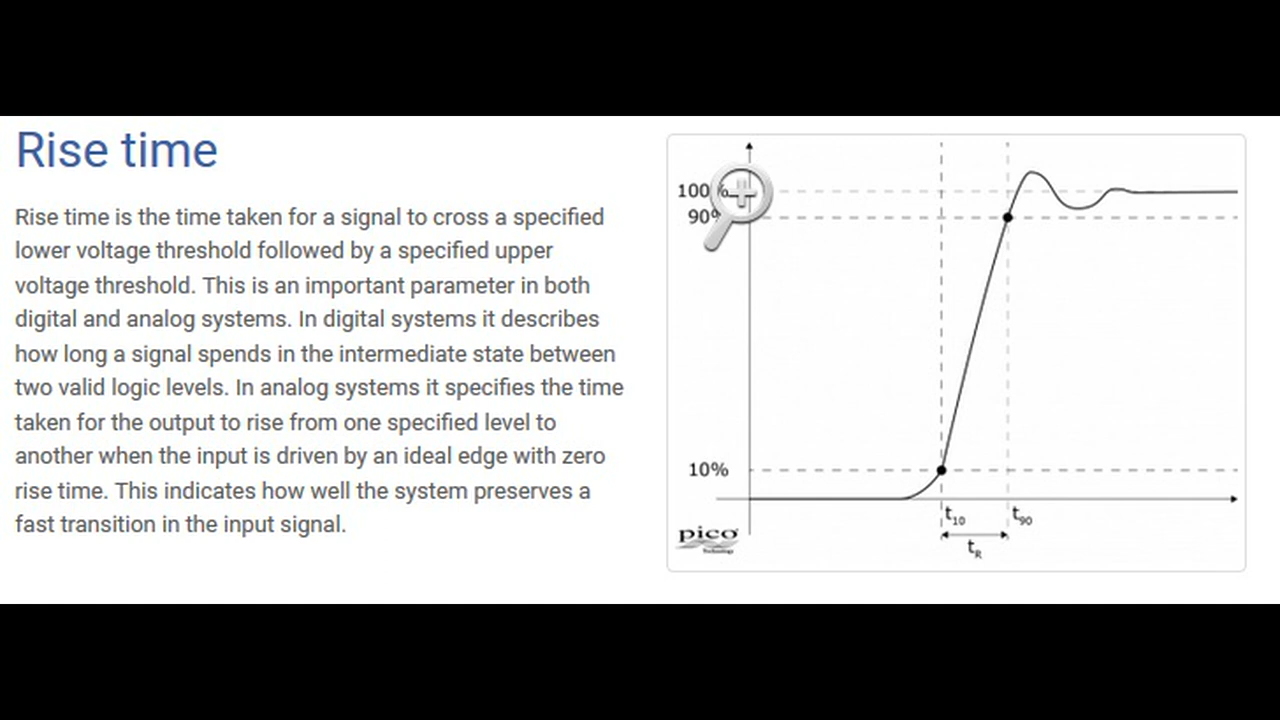 Rise time
Rise time is the time taken for a signal to cross a specified
lower voltage threshold followed by a specified upper
voltage threshold. This is an important parameter in both
digital and analog systems. In digital systems it describes
how long a signal spends in the intermediate state between
two valid logic levels. In analog systems it specifies the time
taken for the output to rise from one specified level to
another when the input is driven by an ideal edge with zero
rise time. This indicates how well the system preserves a
fast transition in the input signal.
100%
90%
10%
t10
t90
tR
pico
Technology